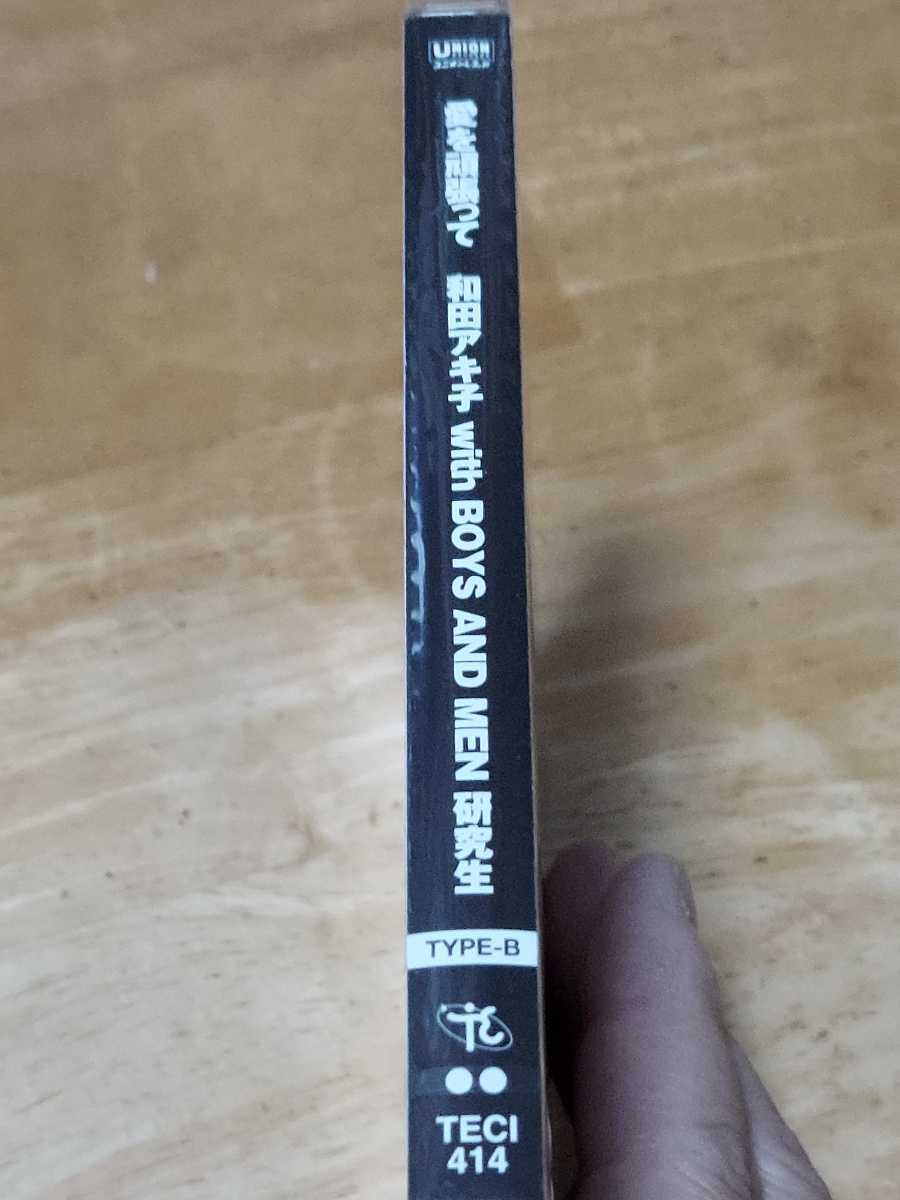 UNION
愛を頑張って 和田アキ子 with BOYS AND MEN 研究生
TYPE-B
TECI
414